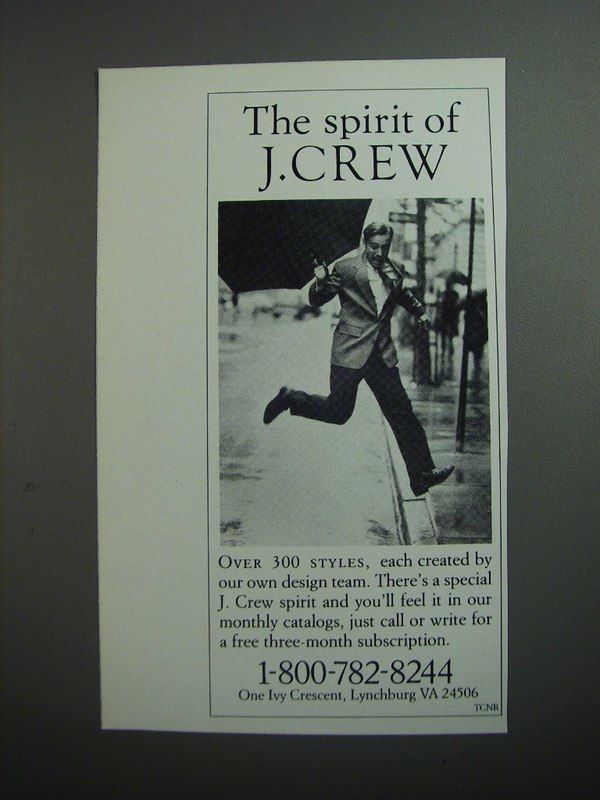 The spirit of
J.CREW
OVER 300 STYLES, each created by
our own design team. There's a special
J. Crew spirit and you'll feel it in our
monthly catalogs, just call or write for
a free three-month subscription.
1-800-782-8244
One Ivy Crescent, Lynchburg VA 24506
TCNR